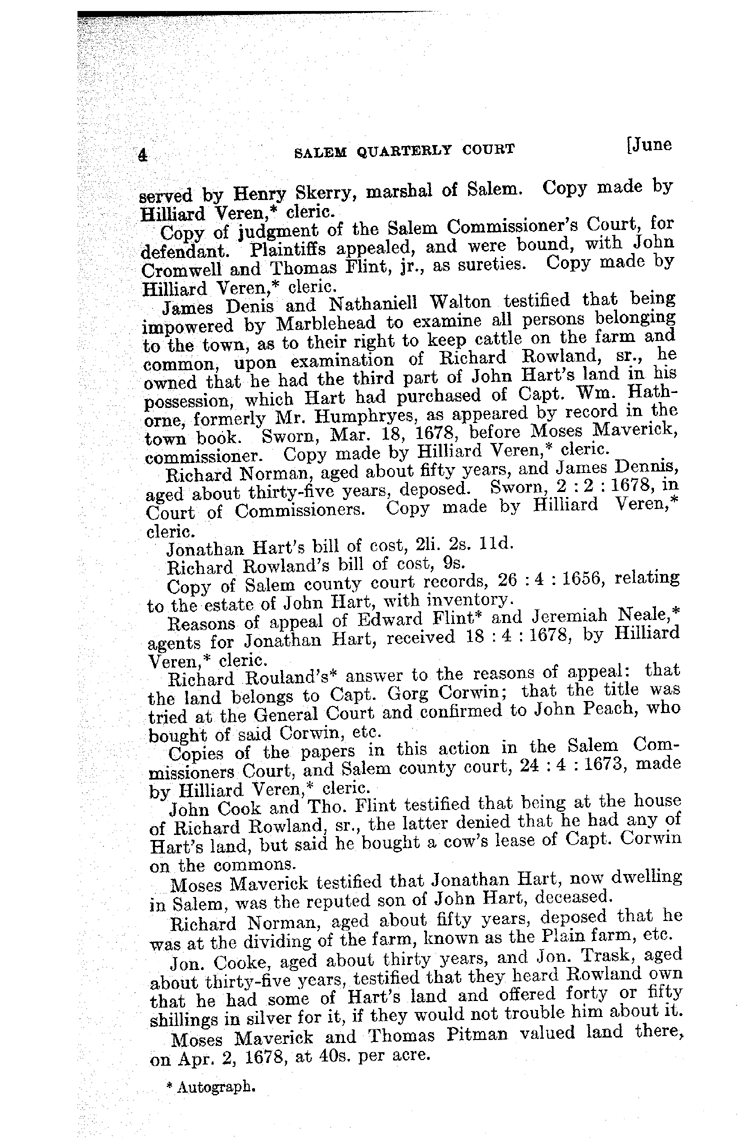 4 SALEM QUARTERLY COURT [June
served by Henry Skerry, marshal of Salem. Copy made by
Hilliard Veren,* cleric.
Copy of judgment of the Salem Commissioner's Court, for
defendant. Plaintiffs appealed, and were bound, with John
Cromwell and Thomas Flint, jr., as sureties. Copy made by
Hilliard Veren,* cleric.
James Denis and Nathaniell Walton testified that being
impowered by Marblehead to examine all persons belonging
to the town, as to their right to keep cattle on the farm and
common, upon examination of Richard Rowland, sr., he
owned that he had the third part of John Hart's land in his
possession, which Hart had purchased of Capt. Wm. Hath-
orne, formerly Mr. Humphryes, as appeared by record in the
town book. Sworn, Mar. 18, 1678, before Moses Maverick,
commissioner. Copy made by Hilliard Veren,* cleric.
Richard Norman, aged about fifty years, and James Dennis,
aged about thirty-five years, deposed. Sworn, 2 : 2 : 1678, in
Court of Commissioners. Copy made by Hilliard Veren,*
cleric.
Jonathan Hart's bill of cost, 2li. 2s. 11d.
Richard Rowland's bill of cost, 9s.
Copy of Salem county court records, 26 : 4 : 1656, relating
to the estate of John Hart, with inventory.
Reasons of appeal of Edward Flint* and Jeremiah Neale,*
agents for Jonathan Hart, received 18 : 4 : 1678, by Hilliard
Veren,* cleric.
Richard Rouland's* answer to the reasons of appeal: that
the land belongs to Capt. Gorg Corwin; that the title was
tried at the General Court and confirmed to John Peach, who
bought of said Corwin, etc.
Copies of the papers in this action in the Salem Com-
missioners Court, and Salem county court, 24 : 4 : 1673, made
by Hilliard Veren,* cleric.
John Cook and Tho. Flint testified that being at the house
of Richard Rowland, sr., the latter denied that he had any of
Hart's land, but said he bought a cow's lease of Capt. Corwin
on the commons.
Moses Maverick testified that Jonathan Hart, now dwelling
in Salem, was the reputed son of John Hart, deceased.
Richard Norman, aged about fifty years, deposed that he
was at the dividing of the farm, known as the Plain farm, etc.
Jon. Cooke, aged about thirty years, and Jon. Trask, aged
about thirty-five years, testified that they heard Rowland own
that he had some of Hart's land and offered forty or fifty
shillings in silver for it, if they would not trouble him about it.
Moses Maverick and Thomas Pitman valued land there,
on Apr. 2, 1678, at 40s. per acre.
* Autograph.